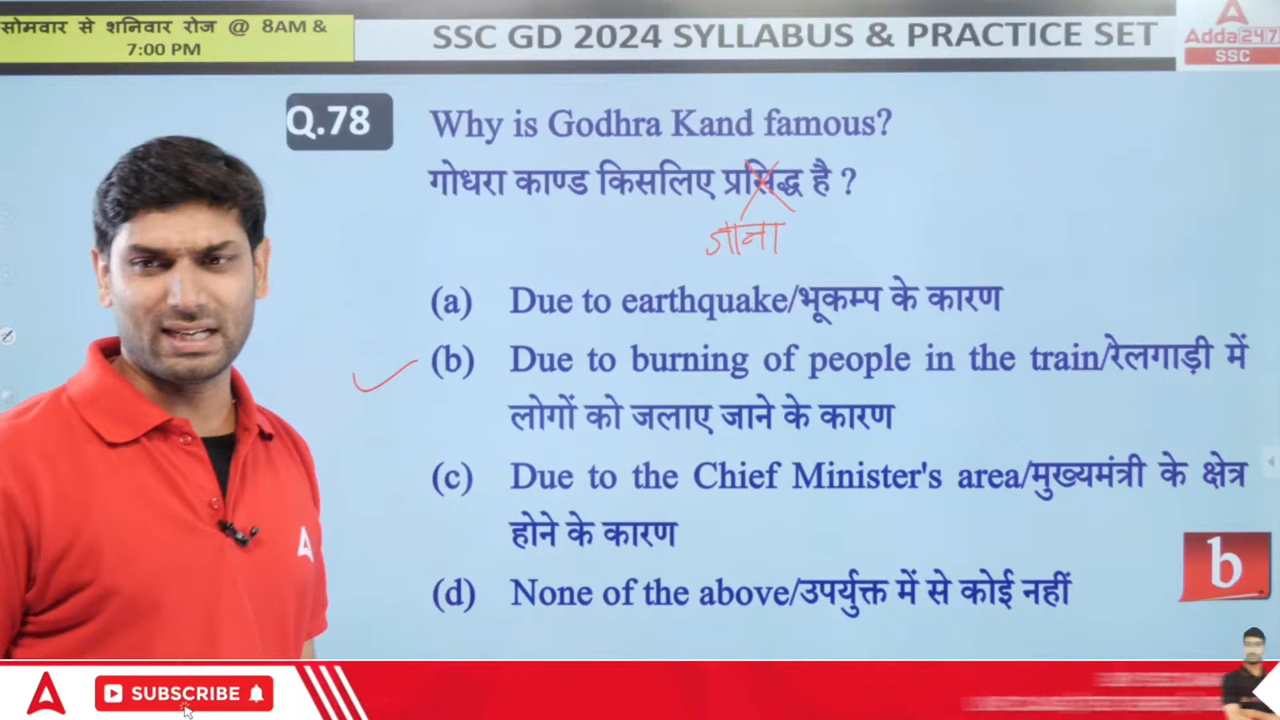 सोमवार से शनिवार रोज @ 8AM &
7:00 PM
SSC GD 2024 SYLLABUS & PRACTICE SET
Adda247
SSC
Q.78
Why is Godhra Kand famous?
गोधरा काण्ड किसलिए प्रसिद्ध है ?
जाना
(a) Due to earthquake/भूकम्प के कारण
(b) Due to burning of people in the train/रेलगाड़ी में
लोगों को जलाए जाने के कारण
(c) Due to the Chief Minister's area/मुख्यमंत्री के क्षेत्र
होने के कारण
(d) None of the above/उपर्युक्त में से कोई नहीं
b
SUBSCRIBE